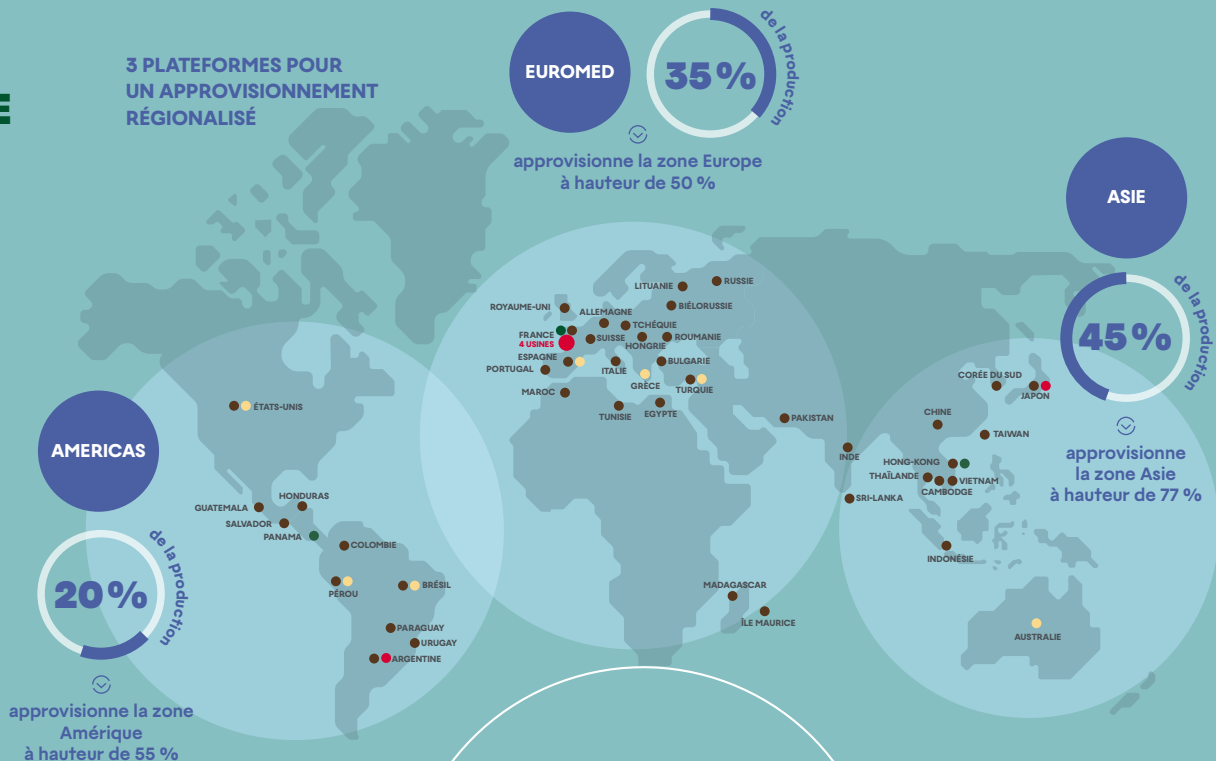 E
3 PLATEFORMES POUR
UN APPROVISIONNEMENT
RÉGIONALISÉ
EUROMED
35 %
de la production
approvisionne la zone Europe
à hauteur de 50 %
ASIE
45 %
de la production
approvisionne
la zone Asie
à hauteur de 77 %
AMERICAS
20 %
de la production
approvisionne la zone
Amérique
à hauteur de 55 %
ÉTATS-UNIS
HONDURAS
GUATEMALA
SALVADOR
PANAMA
COLOMBIE
PÉROU
BRÉSIL
PARAGUAY
URUGAY
ARGENTINE
LITUANIE
RUSSIE
ROYAUME-UNI
ALLEMAGNE
BIÉLORUSSIE
TCHÉQUIE
FRANCE
4 USINES
SUISSE
HONGRIE
ROUMANIE
ESPAGNE
PORTUGAL
ITALIE
BULGARIE
GRÈCE
TURQUIE
MAROC
TUNISIE
EGYPTE
PAKISTAN
INDE
SRI-LANKA
MADAGASCAR
ÎLE MAURICE
CORÉE DU SUD
JAPON
CHINE
TAIWAN
HONG-KONG
THAÏLANDE
VIETNAM
CAMBODGE
INDONÉSIE
AUSTRALIE